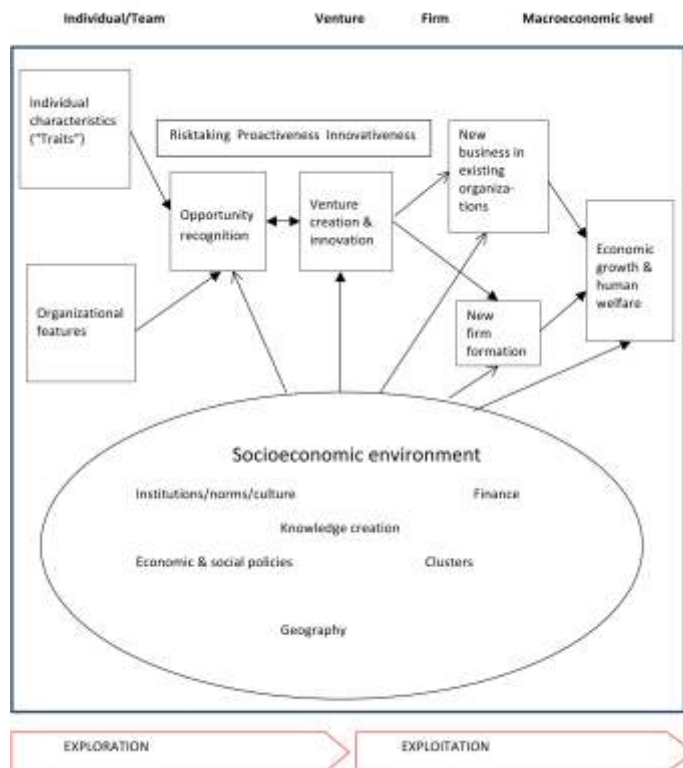 Individual/Team Venture Firm Macroeconomic level
Individual
characteristics
("Traits")
Risktaking Proactiveness Innovativeness
New
business in
existing
organiza-
tions
Opportunity
recognition
Venture
creation &
innovation
Economic
growth &
human
welfare
Organizational
features
New
firm
formation
Socioeconomic environment
Institutions/norms/culture Finance
Knowledge creation
Economic & social policies Clusters
Geography
EXPLORATION EXPLOITATION